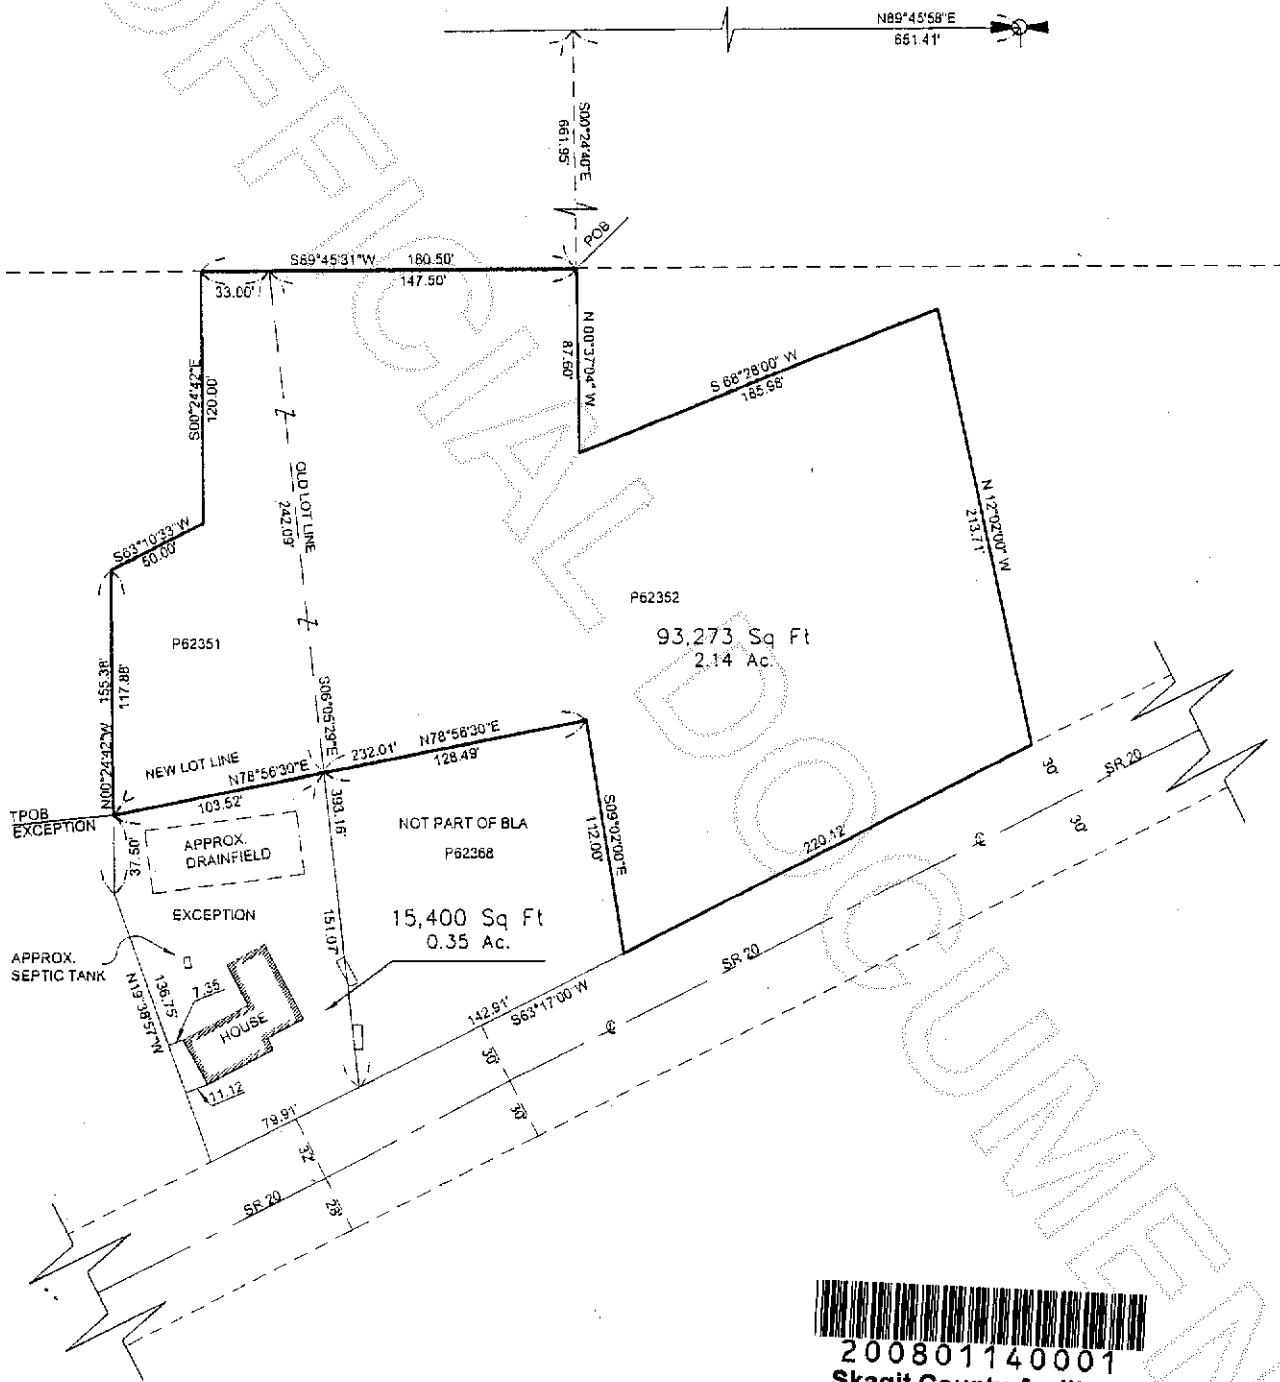 N89°45'58"E
651.41'
S00°24'40"E
661.95'
POB
S89°45'31"W 180.50'
33.00' 147.50'
N 00°37'04" W
87.60'
S 68°28'00" W
185.98'
S00°24'42"E
120.00'
N 12°02'00" W
213.71'
OLD LOT LINE
242.09'
S63°10'33"W
50.00'
P62351
P62352
93,273 Sq Ft
2.14 Ac.
N00°24'42"W 155.38'
117.88'
S06°05'29"E
393.16'
NEW LOT LINE
N78°56'30"E
103.52'
232.01'
N78°56'30"E
128.49'
TPOB
EXCEPTION
37.50'
APPROX.
DRAINFIELD
NOT PART OF BLA
P62368
S09°02'00"E
112.00'
220.12'
30'
SR 20
30'
EXCEPTION
15,400 Sq Ft
0.35 Ac.
151.07'
APPROX.
SEPTIC TANK
N19°38'57"W
136.75'
7.35
HOUSE
11.12
142.91'
S63°17'00"W
30'
30'
SR 20
79.91'
32'
28'
SR 20
OFFICIAL DOCUMEN
200801140001